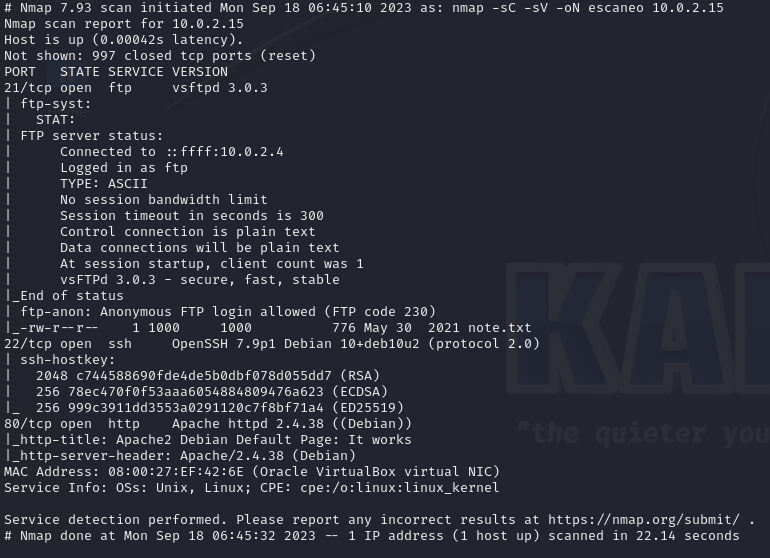 # Nmap 7.93 scan initiated Mon Sep 18 06:45:10 2023 as: nmap -sC -sV -oN escaneo 10.0.2.15
Nmap scan report for 10.0.2.15
Host is up (0.00042s latency).
Not shown: 997 closed tcp ports (reset)
PORT   STATE SERVICE VERSION
21/tcp open  ftp     vsftpd 3.0.3
| ftp-syst:
|   STAT:
| FTP server status:
|      Connected to ::ffff:10.0.2.4
|      Logged in as ftp
|      TYPE: ASCII
|      No session bandwidth limit
|      Session timeout in seconds is 300
|      Control connection is plain text
|      Data connections will be plain text
|      At session startup, client count was 1
|      vsFTPd 3.0.3 - secure, fast, stable
|_End of status
| ftp-anon: Anonymous FTP login allowed (FTP code 230)
|_-rw-r--r--    1 1000     1000          776 May 30  2021 note.txt
22/tcp open  ssh     OpenSSH 7.9p1 Debian 10+deb10u2 (protocol 2.0)
| ssh-hostkey:
|   2048 c744588690fde4de5b0dbf078d055dd7 (RSA)
|   256 78ec470f0f53aaa6054884809476a623 (ECDSA)
|_  256 999c3911dd3553a0291120c7f8bf71a4 (ED25519)
80/tcp open  http    Apache httpd 2.4.38 ((Debian))
|_http-title: Apache2 Debian Default Page: It works
|_http-server-header: Apache/2.4.38 (Debian)
MAC Address: 08:00:27:EF:42:6E (Oracle VirtualBox virtual NIC)
Service Info: OSs: Unix, Linux; CPE: cpe:/o:linux:linux_kernel

Service detection performed. Please report any incorrect results at https://nmap.org/submit/ .
# Nmap done at Mon Sep 18 06:45:32 2023 -- 1 IP address (1 host up) scanned in 22.14 seconds
KA
"the quieter you